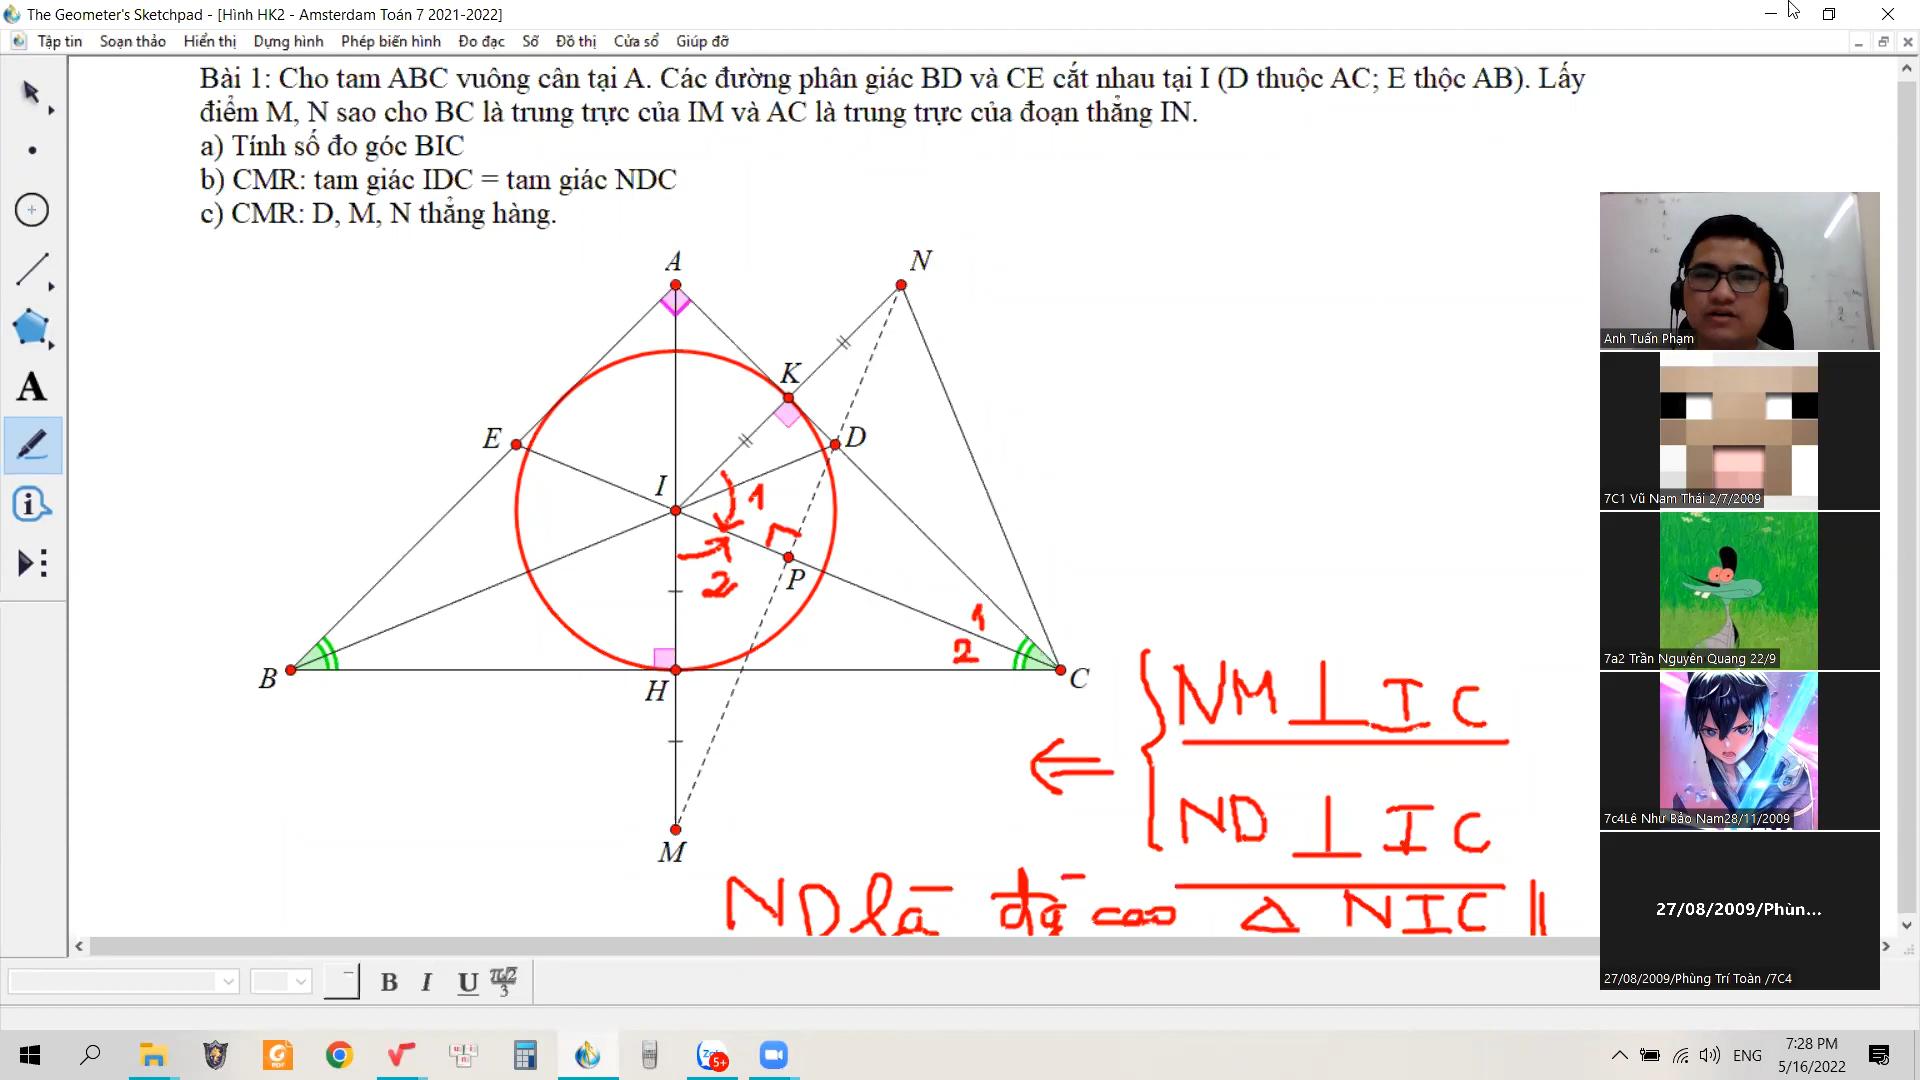 The Geometer's Sketchpad - [Hình HK2 - Amsterdam Toán 7 2021-2022]
Tập tin Soạn thảo Hiển thị Dựng hình Phép biến hình Đo đạc Số Đồ thị Cửa sổ Giúp đỡ
Bài 1: Cho tam ABC vuông cân tại A. Các đường phân giác BD và CE cắt nhau tại I (D thuộc AC; E thộc AB). Lấy
điểm M, N sao cho BC là trung trực của IM và AC là trung trực của đoạn thẳng IN.
a) Tính số đo góc BIC
b) CMR: tam giác IDC = tam giác NDC
c) CMR: D, M, N thẳng hàng.
A
N
K
E
D
I
1
2
P
1
2
B
H
C
M
NM ⊥ IC
⇐
ND ⊥ IC
ND là đg cao Δ NIC
Anh Tuấn Phạm
7C1 Vũ Nam Thái 2/7/2009
7a2 Trần Nguyên Quang 22/9
7c4Lê Như Bảo Nam28/11/2009
27/08/2009/Phùn...
27/08/2009/Phùng Trí Toàn /7C4
A
B I U π√2/3
5+
ENG
7:28 PM
5/16/2022